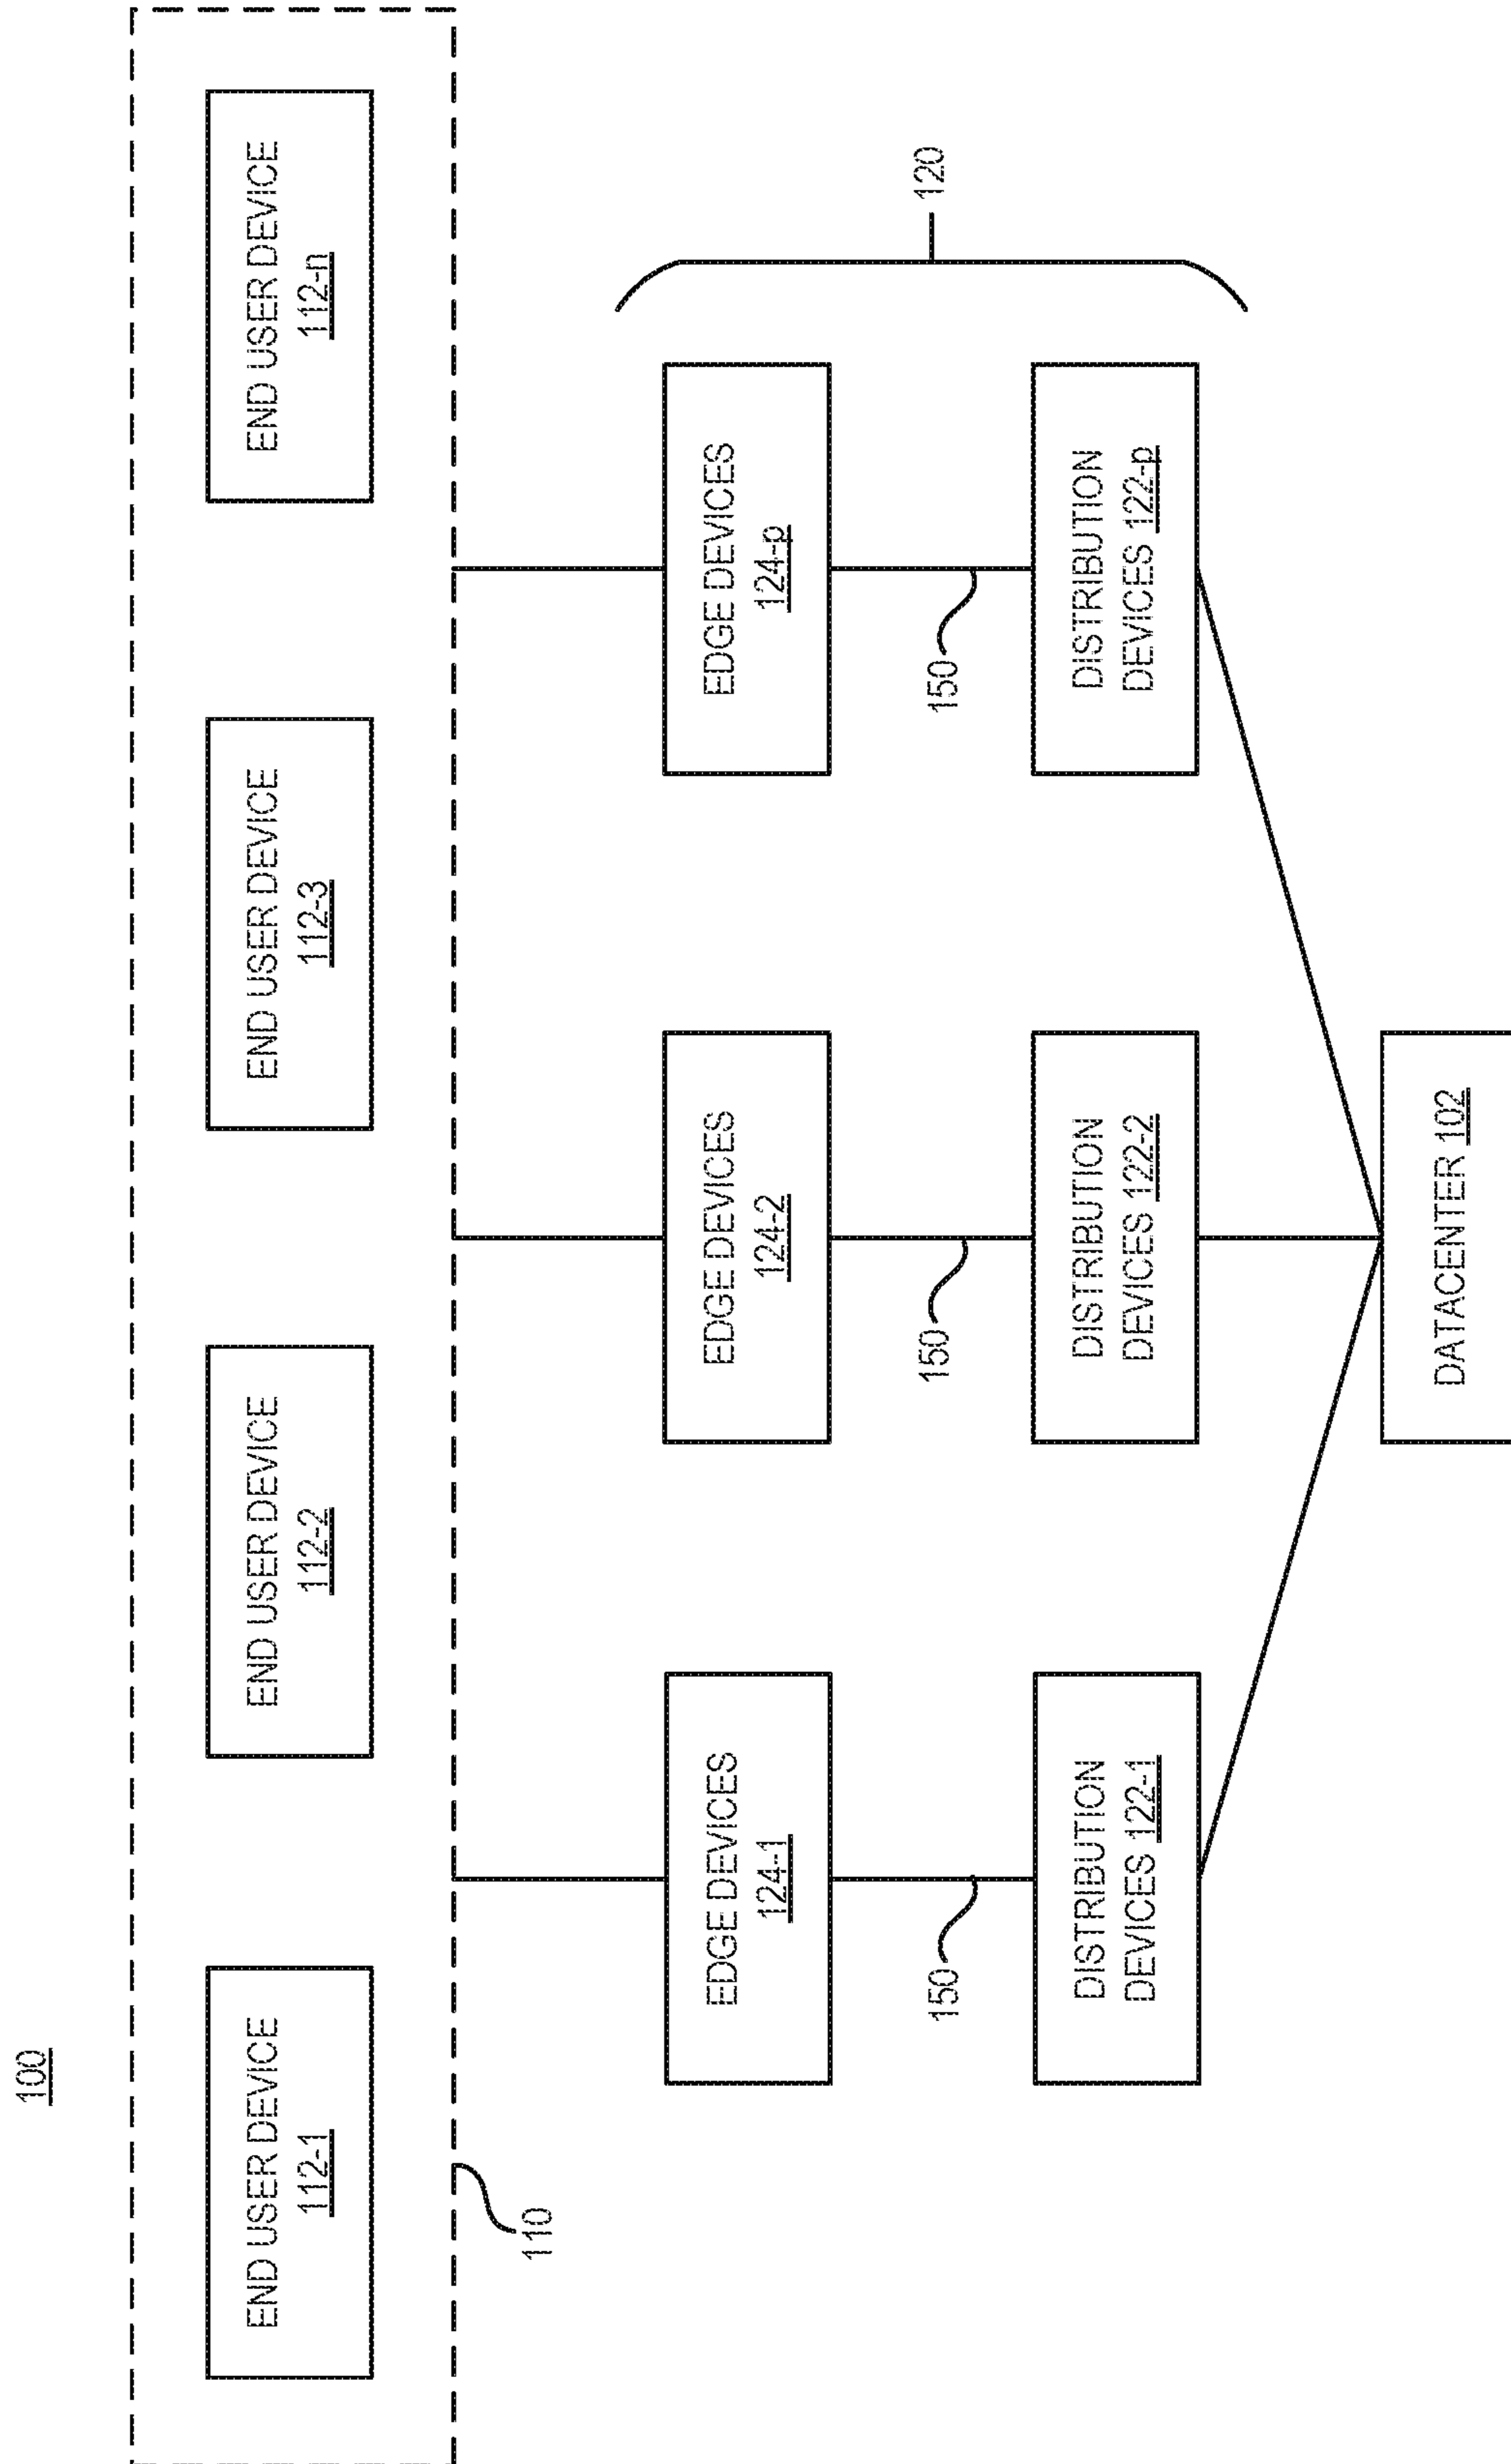 100
END USER DEVICE
112-1
END USER DEVICE
112-2
END USER DEVICE
112-3
END USER DEVICE
112-n
110
EDGE DEVICES
124-1
EDGE DEVICES
124-2
EDGE DEVICES
124-p
120
150
150
150
DISTRIBUTION
DEVICES 122-1
DISTRIBUTION
DEVICES 122-2
DISTRIBUTION
DEVICES 122-p
DATACENTER 102